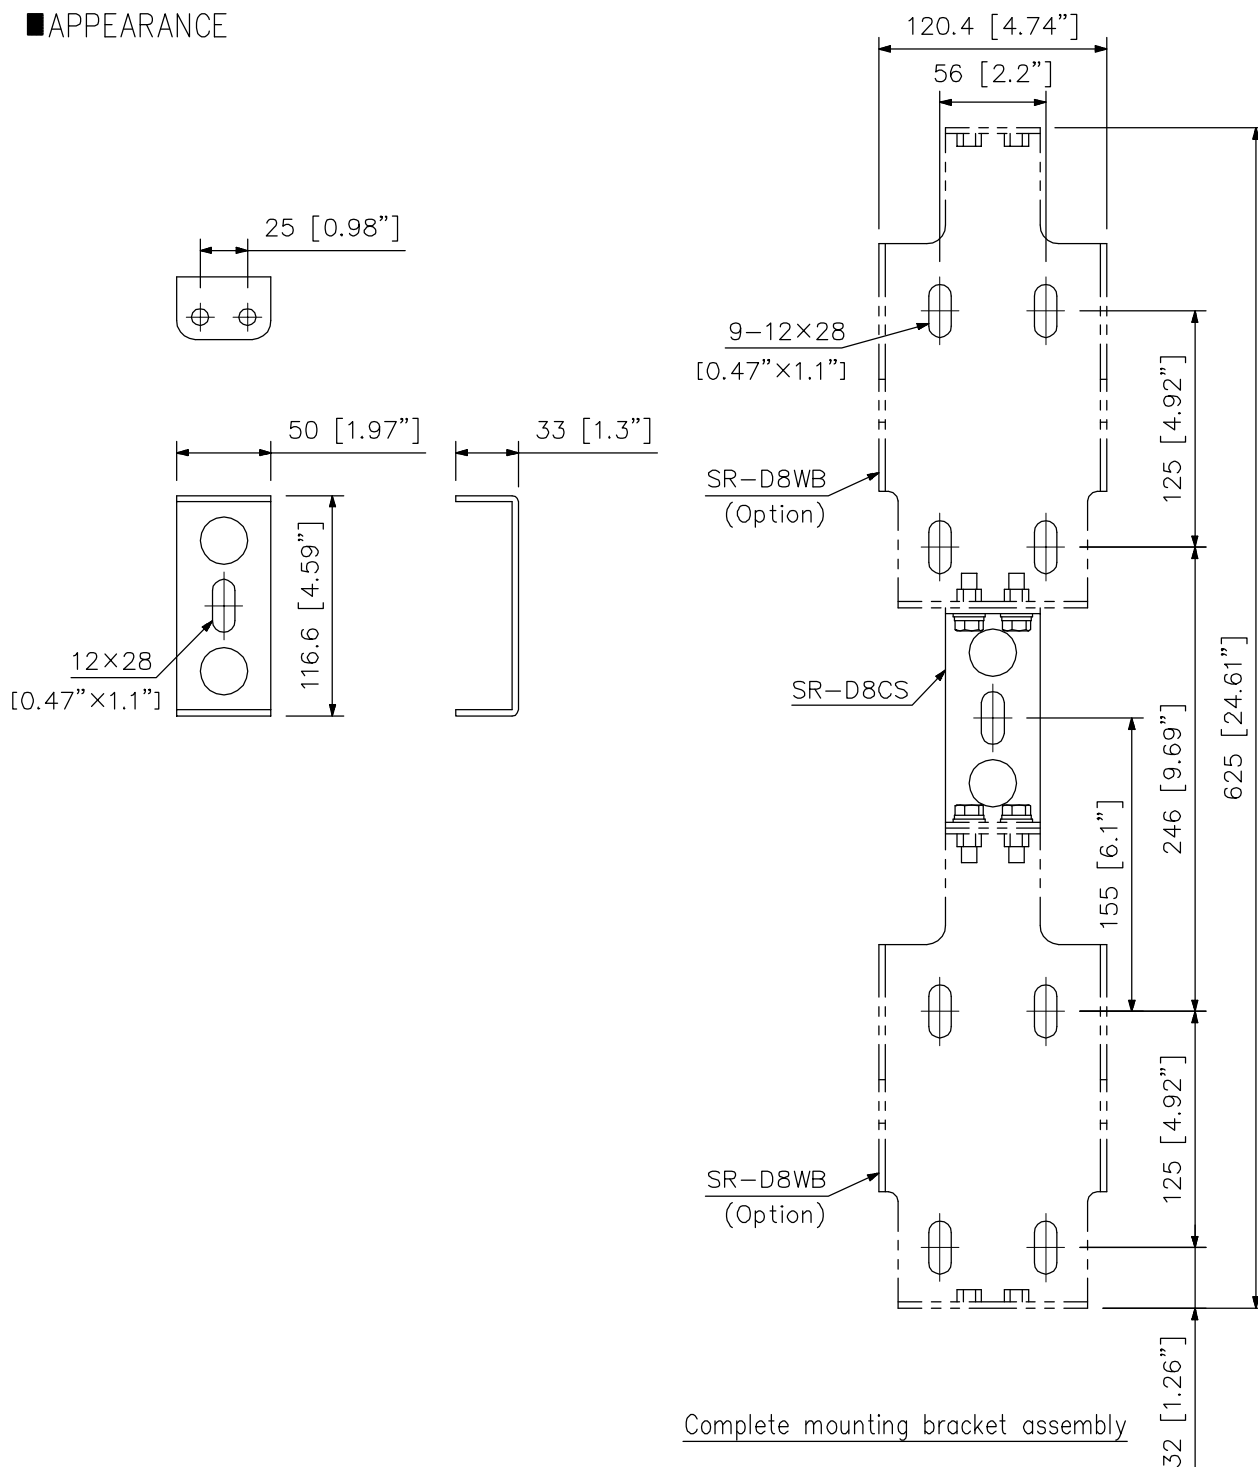 ■APPEARANCE
120.4 [4.74”]
56 [2.2”]
25 [0.98”]
9−12×28
[0.47”×1.1”]
125 [4.92”]
50 [1.97”]
33 [1.3”]
SR−D8WB
(Option)
116.6 [4.59”]
12×28
[0.47”×1.1”]
SR−D8CS
625 [24.61”]
246 [9.69”]
155 [6.1”]
125 [4.92”]
SR−D8WB
(Option)
32 [1.26”]
Complete mounting bracket assembly